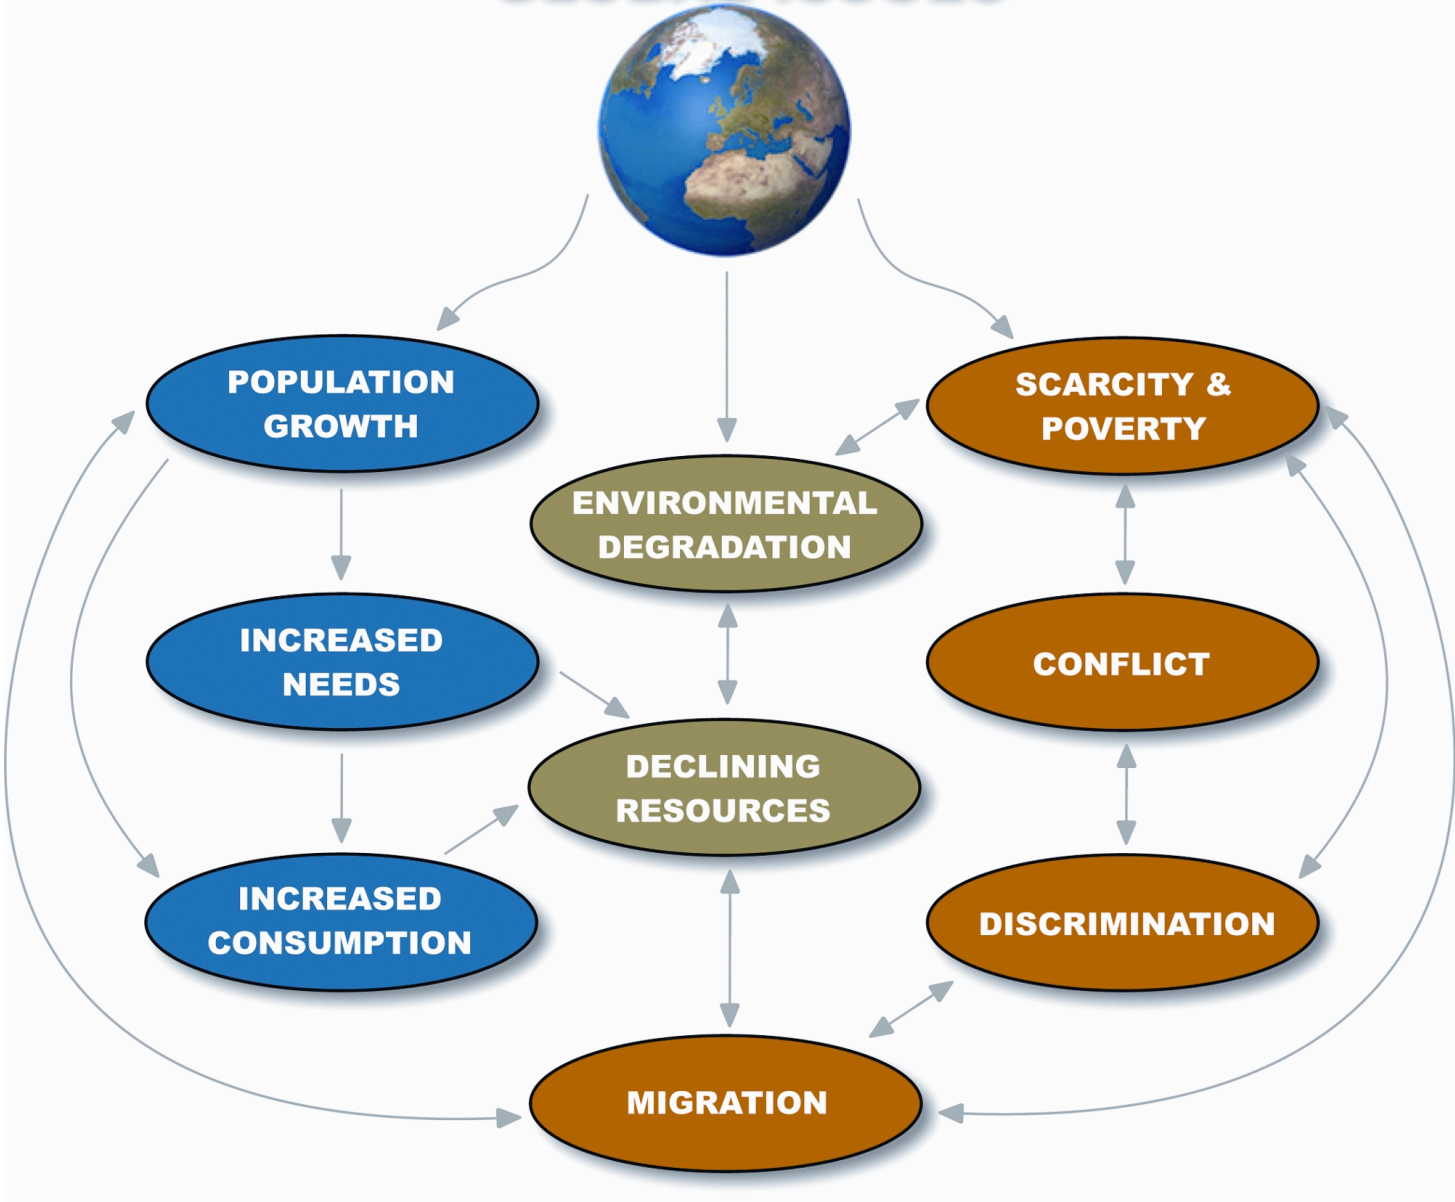 POPULATION
GROWTH
SCARCITY &
POVERTY
ENVIRONMENTAL
DEGRADATION
INCREASED
NEEDS
CONFLICT
DECLINING
RESOURCES
INCREASED
CONSUMPTION
DISCRIMINATION
MIGRATION